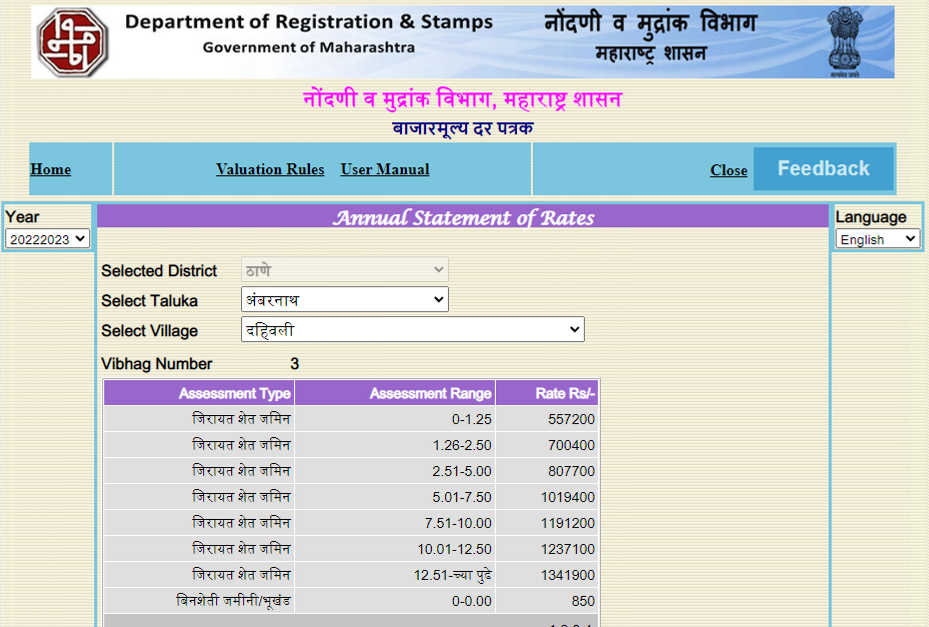 Department of Registration & Stamps
Government of Maharashtra
नोंदणी व मुद्रांक विभाग
महाराष्ट्र शासन
नोंदणी व मुद्रांक विभाग, महाराष्ट्र शासन
बाजारमूल्य दर पत्रक
Home Valuation Rules User Manual Close Feedback
Year Annual Statement of Rates Language
20222023 English
Selected District ठाणे
Select Taluka अंबरनाथ
Select Village दहिवली
Vibhag Number 3
Assessment Type Assessment Range Rate Rs/-
जिरायत शेत जमिन 0-1.25 557200
जिरायत शेत जमिन 1.26-2.50 700400
जिरायत शेत जमिन 2.51-5.00 807700
जिरायत शेत जमिन 5.01-7.50 1019400
जिरायत शेत जमिन 7.51-10.00 1191200
जिरायत शेत जमिन 10.01-12.50 1237100
जिरायत शेत जमिन 12.51-च्या पुढे 1341900
बिनशेती जमीनी/भूखंड 0-0.00 850